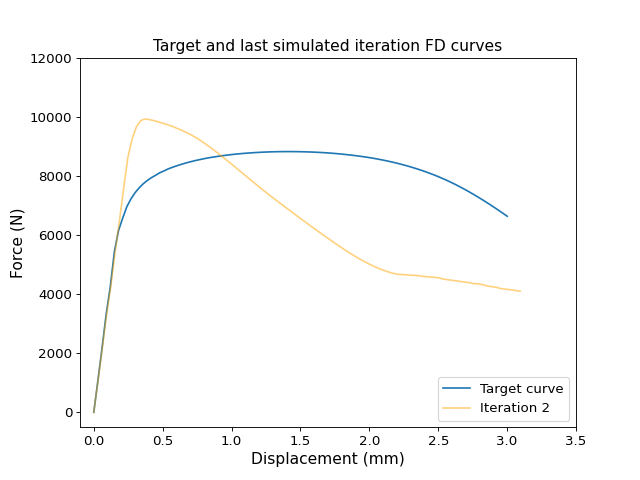 Target and last simulated iteration FD curves
12000
10000
8000
6000
4000
2000
0
Force (N)
0.0 0.5 1.0 1.5 2.0 2.5 3.0 3.5
Displacement (mm)
Target curve
Iteration 2